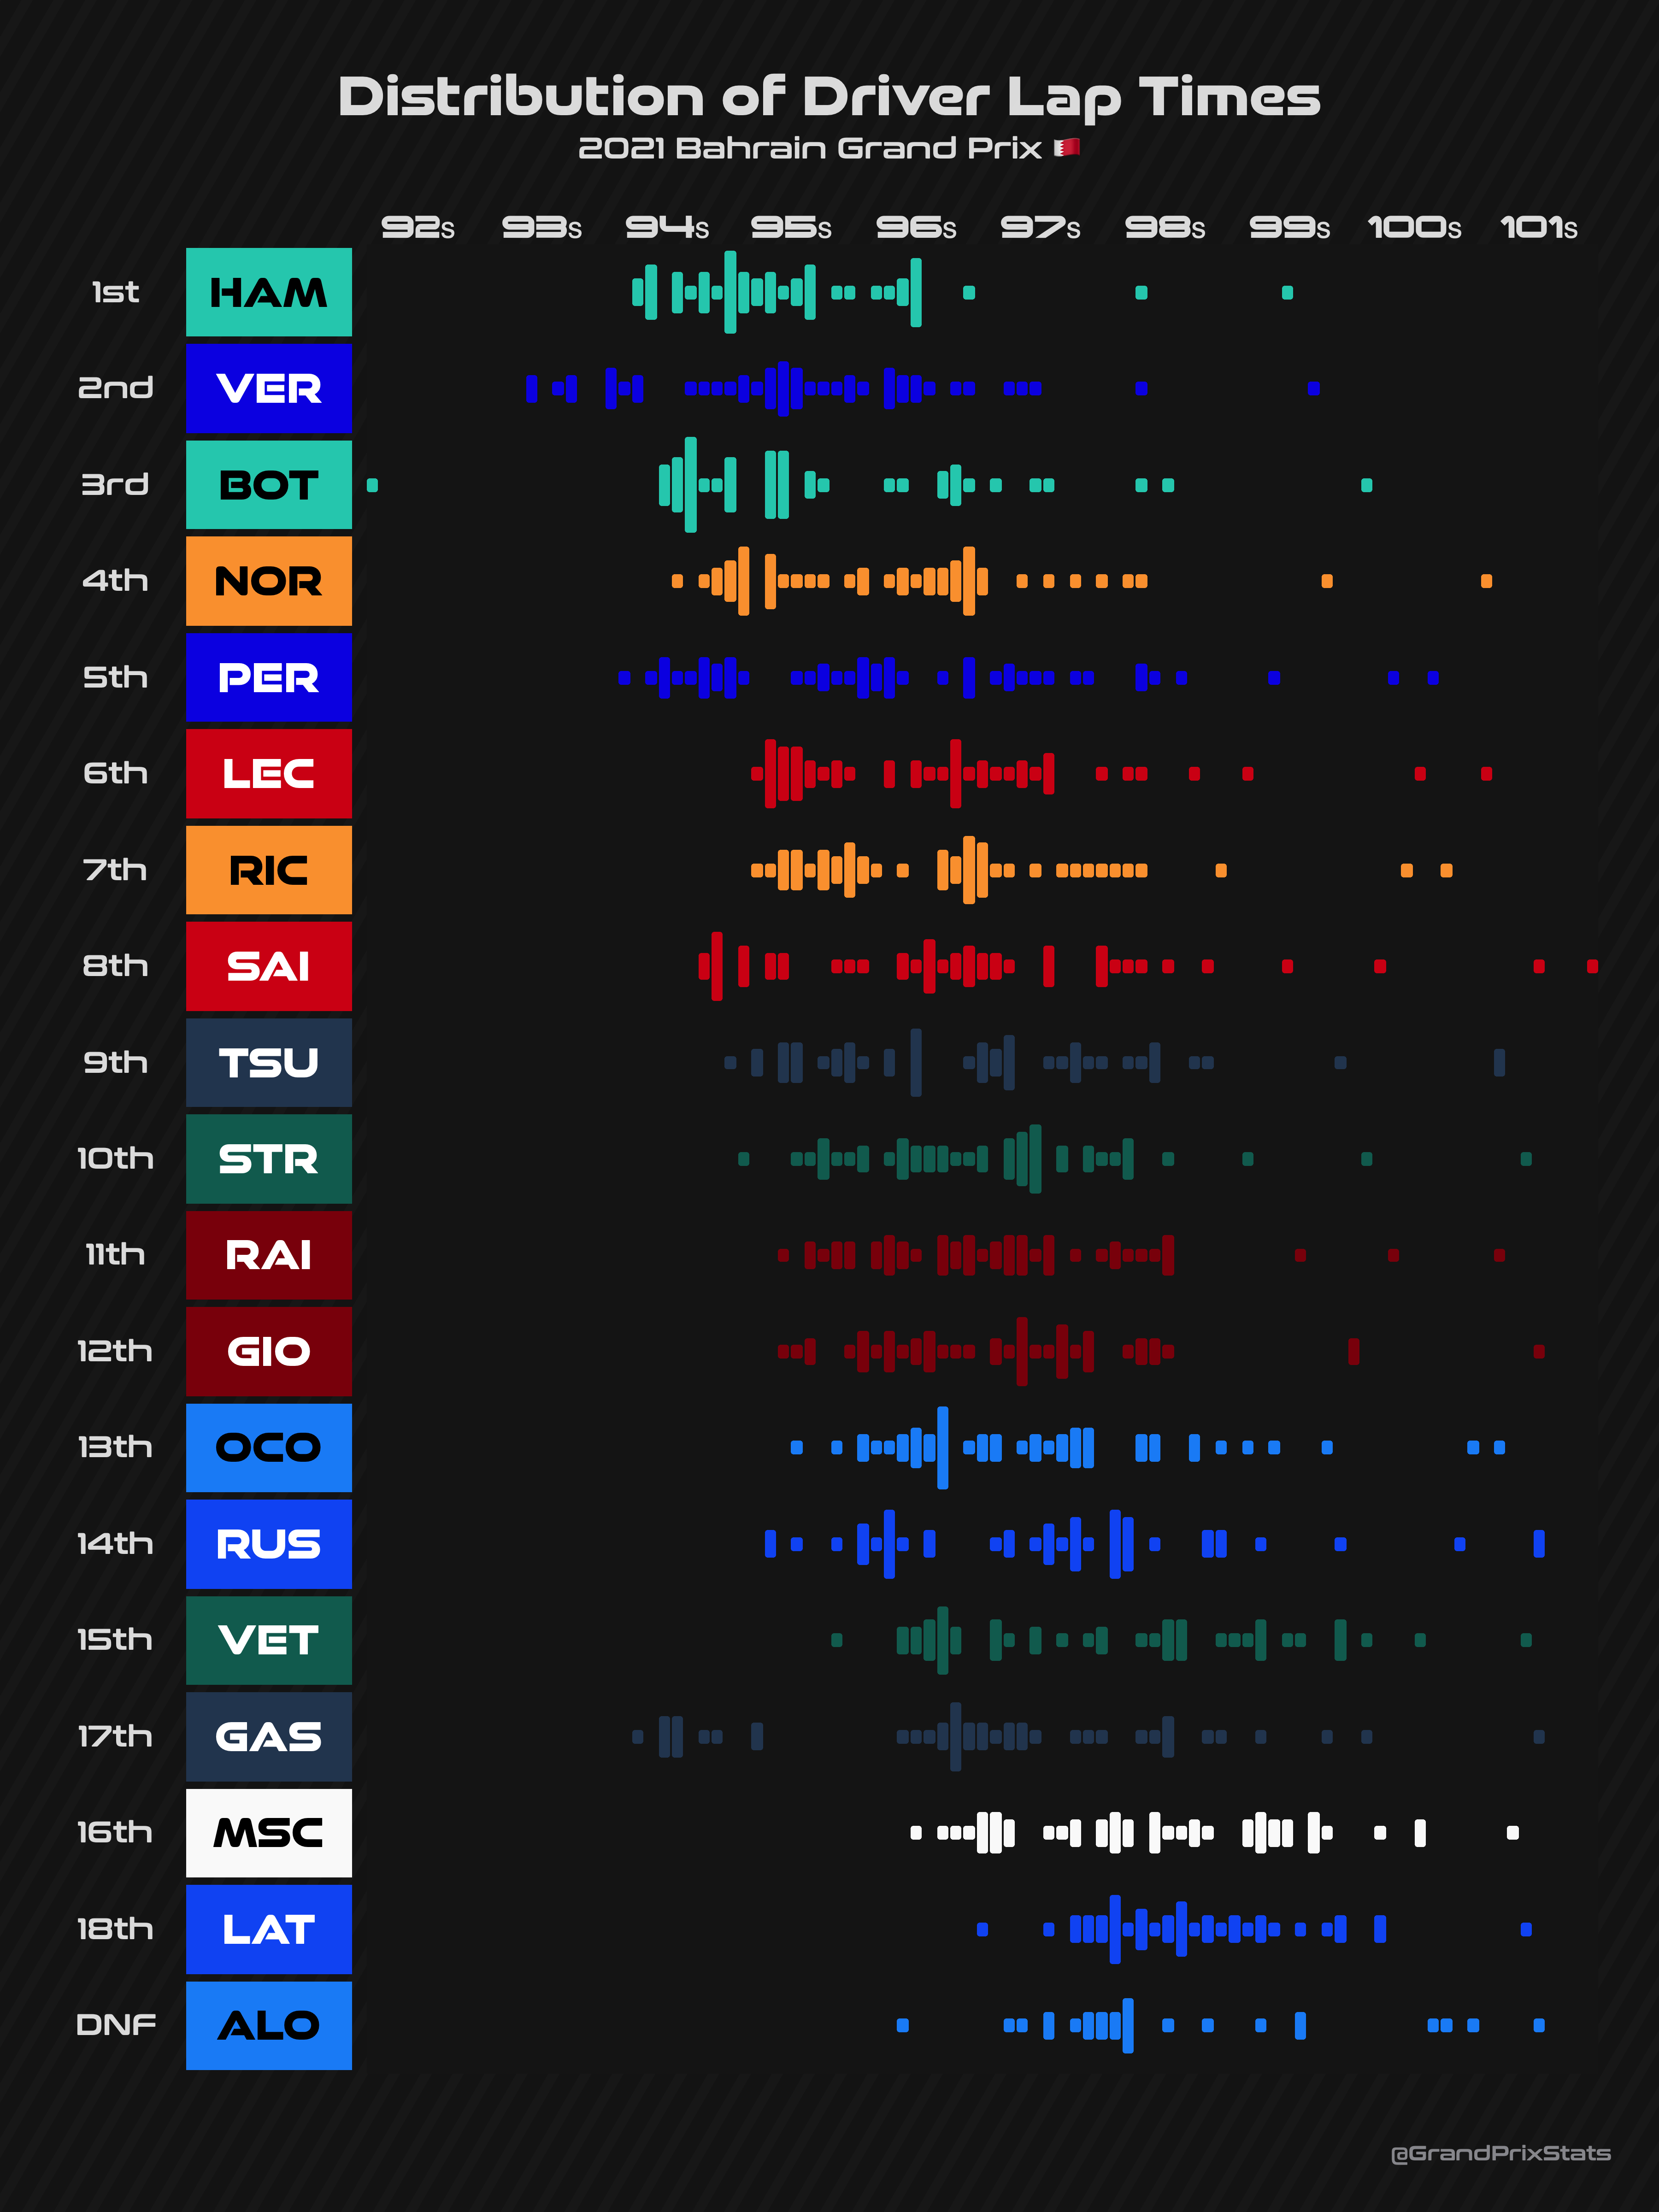 Distribution of Driver Lap Times
2021 Bahrain Grand Prix
92s 93s 94s 95s 96s 97s 98s 99s 100s 101s
1st HAM
2nd VER
3rd BOT
4th NOR
5th PER
6th LEC
7th RIC
8th SAI
9th TSU
10th STR
11th RAI
12th GIO
13th OCO
14th RUS
15th VET
17th GAS
16th MSC
18th LAT
DNF ALO
@GrandPrixStats